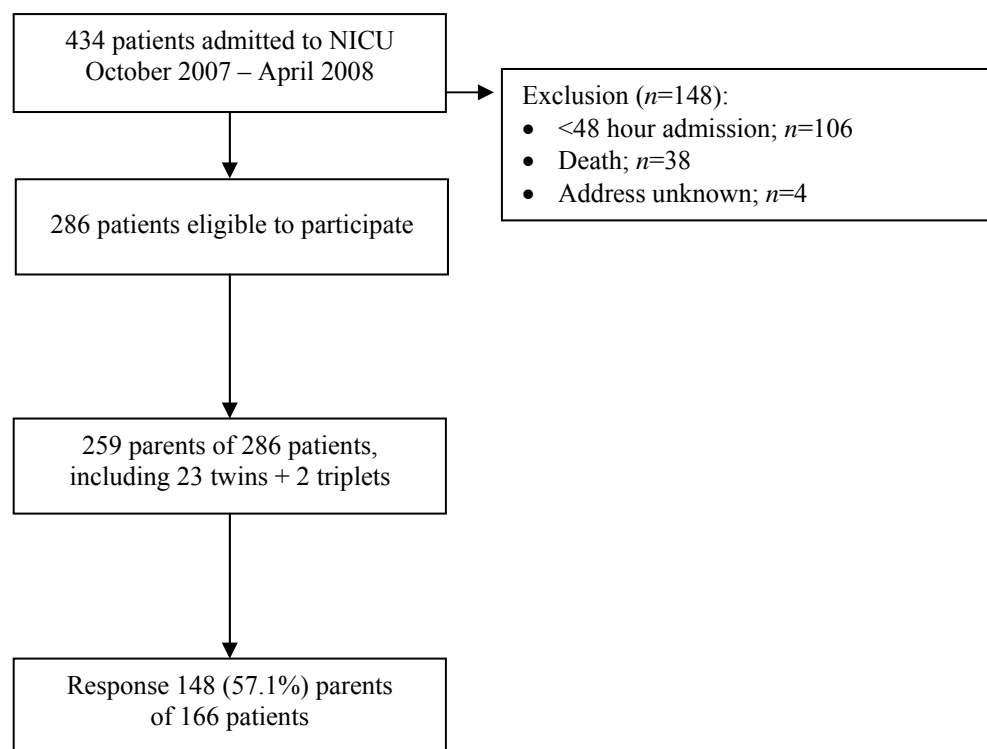 434 patients admitted to NICU
October 2007 – April 2008
Exclusion (n=148):
• <48 hour admission; n=106
• Death; n=38
• Address unknown; n=4
286 patients eligible to participate
259 parents of 286 patients,
including 23 twins + 2 triplets
Response 148 (57.1%) parents
of 166 patients